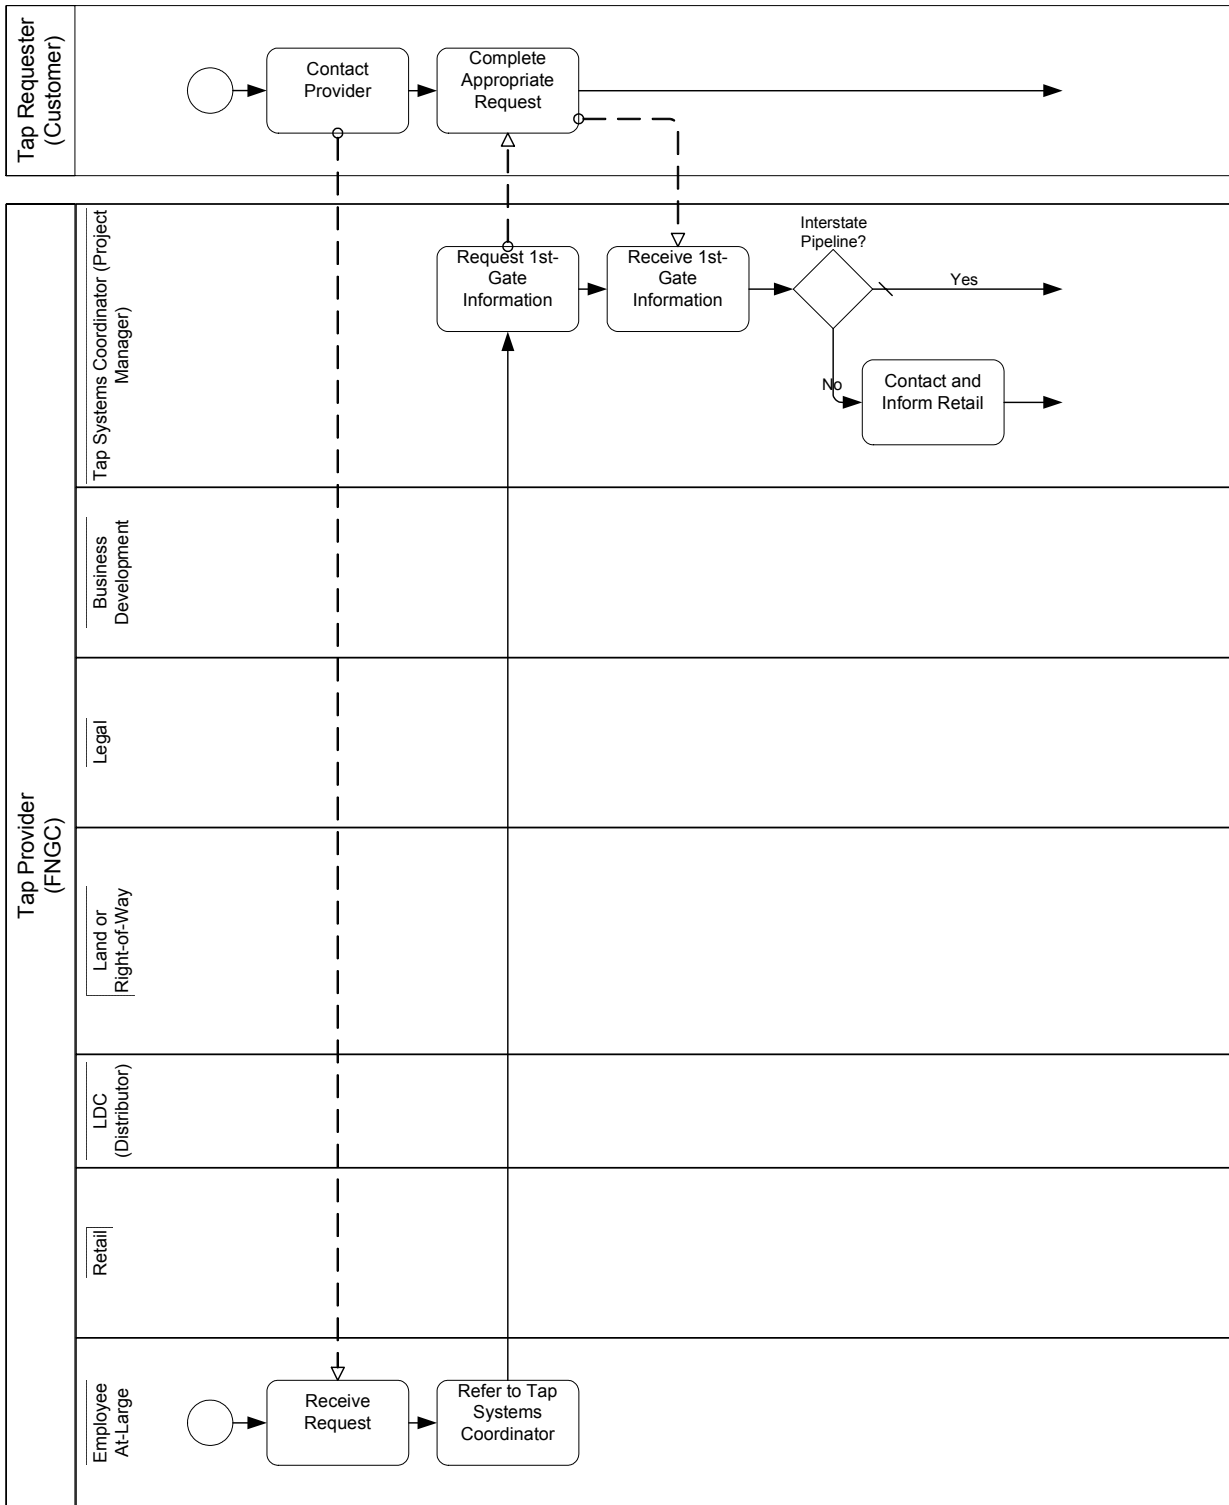 Tap Requester
(Customer)
Contact
Provider
Complete
Appropriate
Request
Tap Provider
(FNGC)
Tap Systems Coordinator (Project
Manager)
Request 1st-
Gate
Information
Receive 1st-
Gate
Information
Interstate
Pipeline?
Yes
No
Contact and
Inform Retail
Business
Development
Legal
Land or
Right-of-Way
LDC
(Distributor)
Retail
Employee
At-Large
Receive
Request
Refer to Tap
Systems
Coordinator